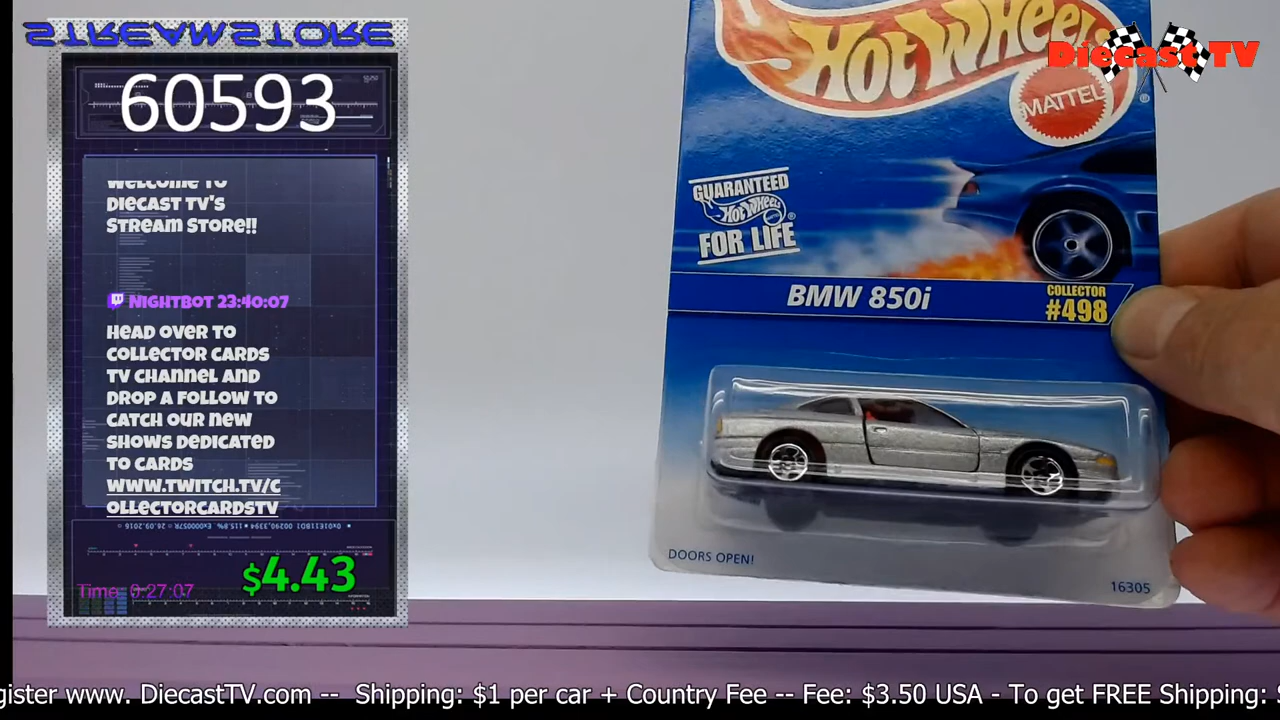 STREAMSTORE
60593
WELCOME TO
DIECAST TV'S
STREAM STORE!!
NIGHTBOT 23:40:07
HEAD OVER TO
COLLECTOR CARDS
TV CHANNEL AND
DROP A FOLLOW TO
CATCH OUR NEW
SHOWS DEDICATED
TO CARDS
WWW.TWITCH.TV/C
OLLECTORCARDSTV
Time: 0:27:07
$4.43
HOT WHEELS
MATTEL
Diecast TV
GUARANTEED
HOT WHEELS ®
FOR LIFE
BMW 850i
COLLECTOR
#498
DOORS OPEN!
16305
gister www. DiecastTV.com -- Shipping: $1 per car + Country Fee -- Fee: $3.50 USA - To get FREE Shipping: